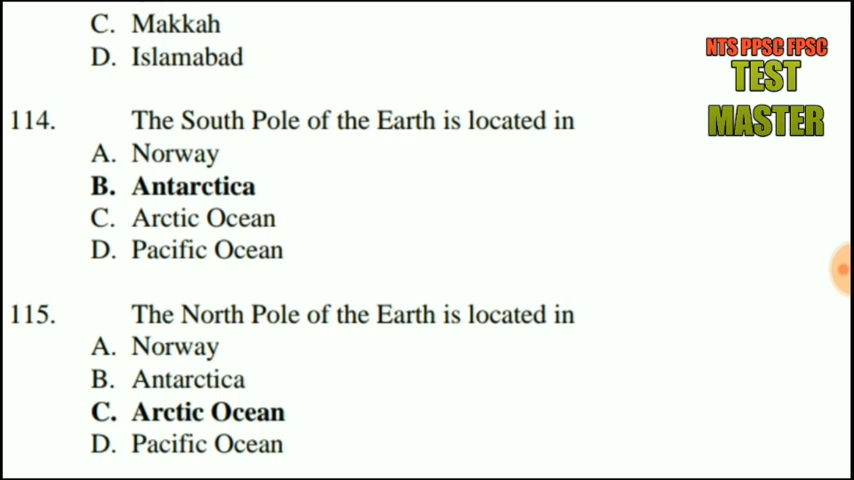 C. Makkah
D. Islamabad
NTS PPSC FPSC
TEST
MASTER
114. The South Pole of the Earth is located in
A. Norway
B. Antarctica
C. Arctic Ocean
D. Pacific Ocean
115. The North Pole of the Earth is located in
A. Norway
B. Antarctica
C. Arctic Ocean
D. Pacific Ocean